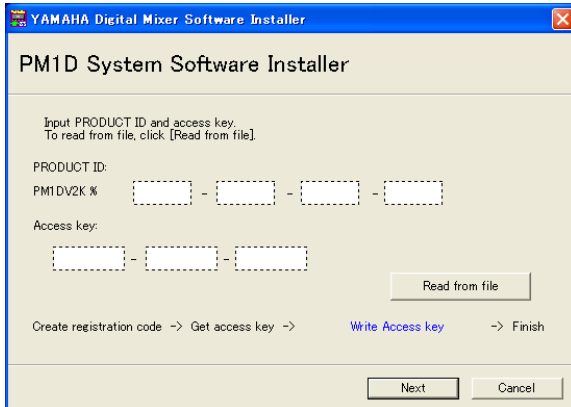 YAMAHA Digital Mixer Software Installer
PM1D System Software Installer
Input PRODUCT ID and access key.
To read from file, click [Read from file].
PRODUCT ID:
PM1DV2K % - - -
Access key:
- -
Read from file
Create registration code -> Get access key -> Write Access key -> Finish
Next Cancel